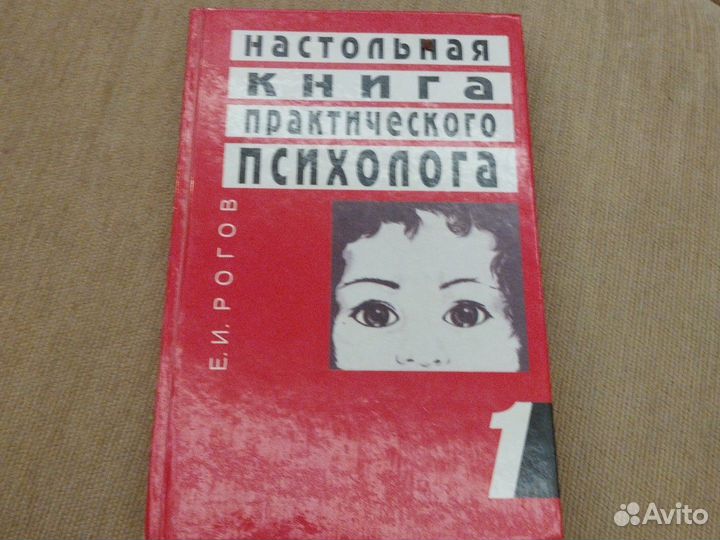 НАСТОЛЬНАЯ
КНИГА
ПРАКТИЧЕСКОГО
ПСИХОЛОГА
Е. И. РОГОВ
1
Avito